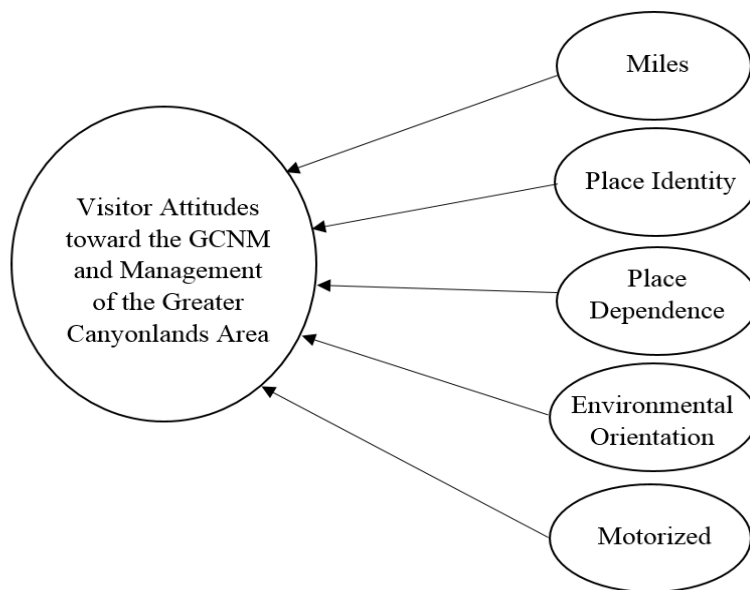 Visitor Attitudes
toward the GCNM
and Management
of the Greater
Canyonlands Area
Miles
Place Identity
Place
Dependence
Environmental
Orientation
Motorized